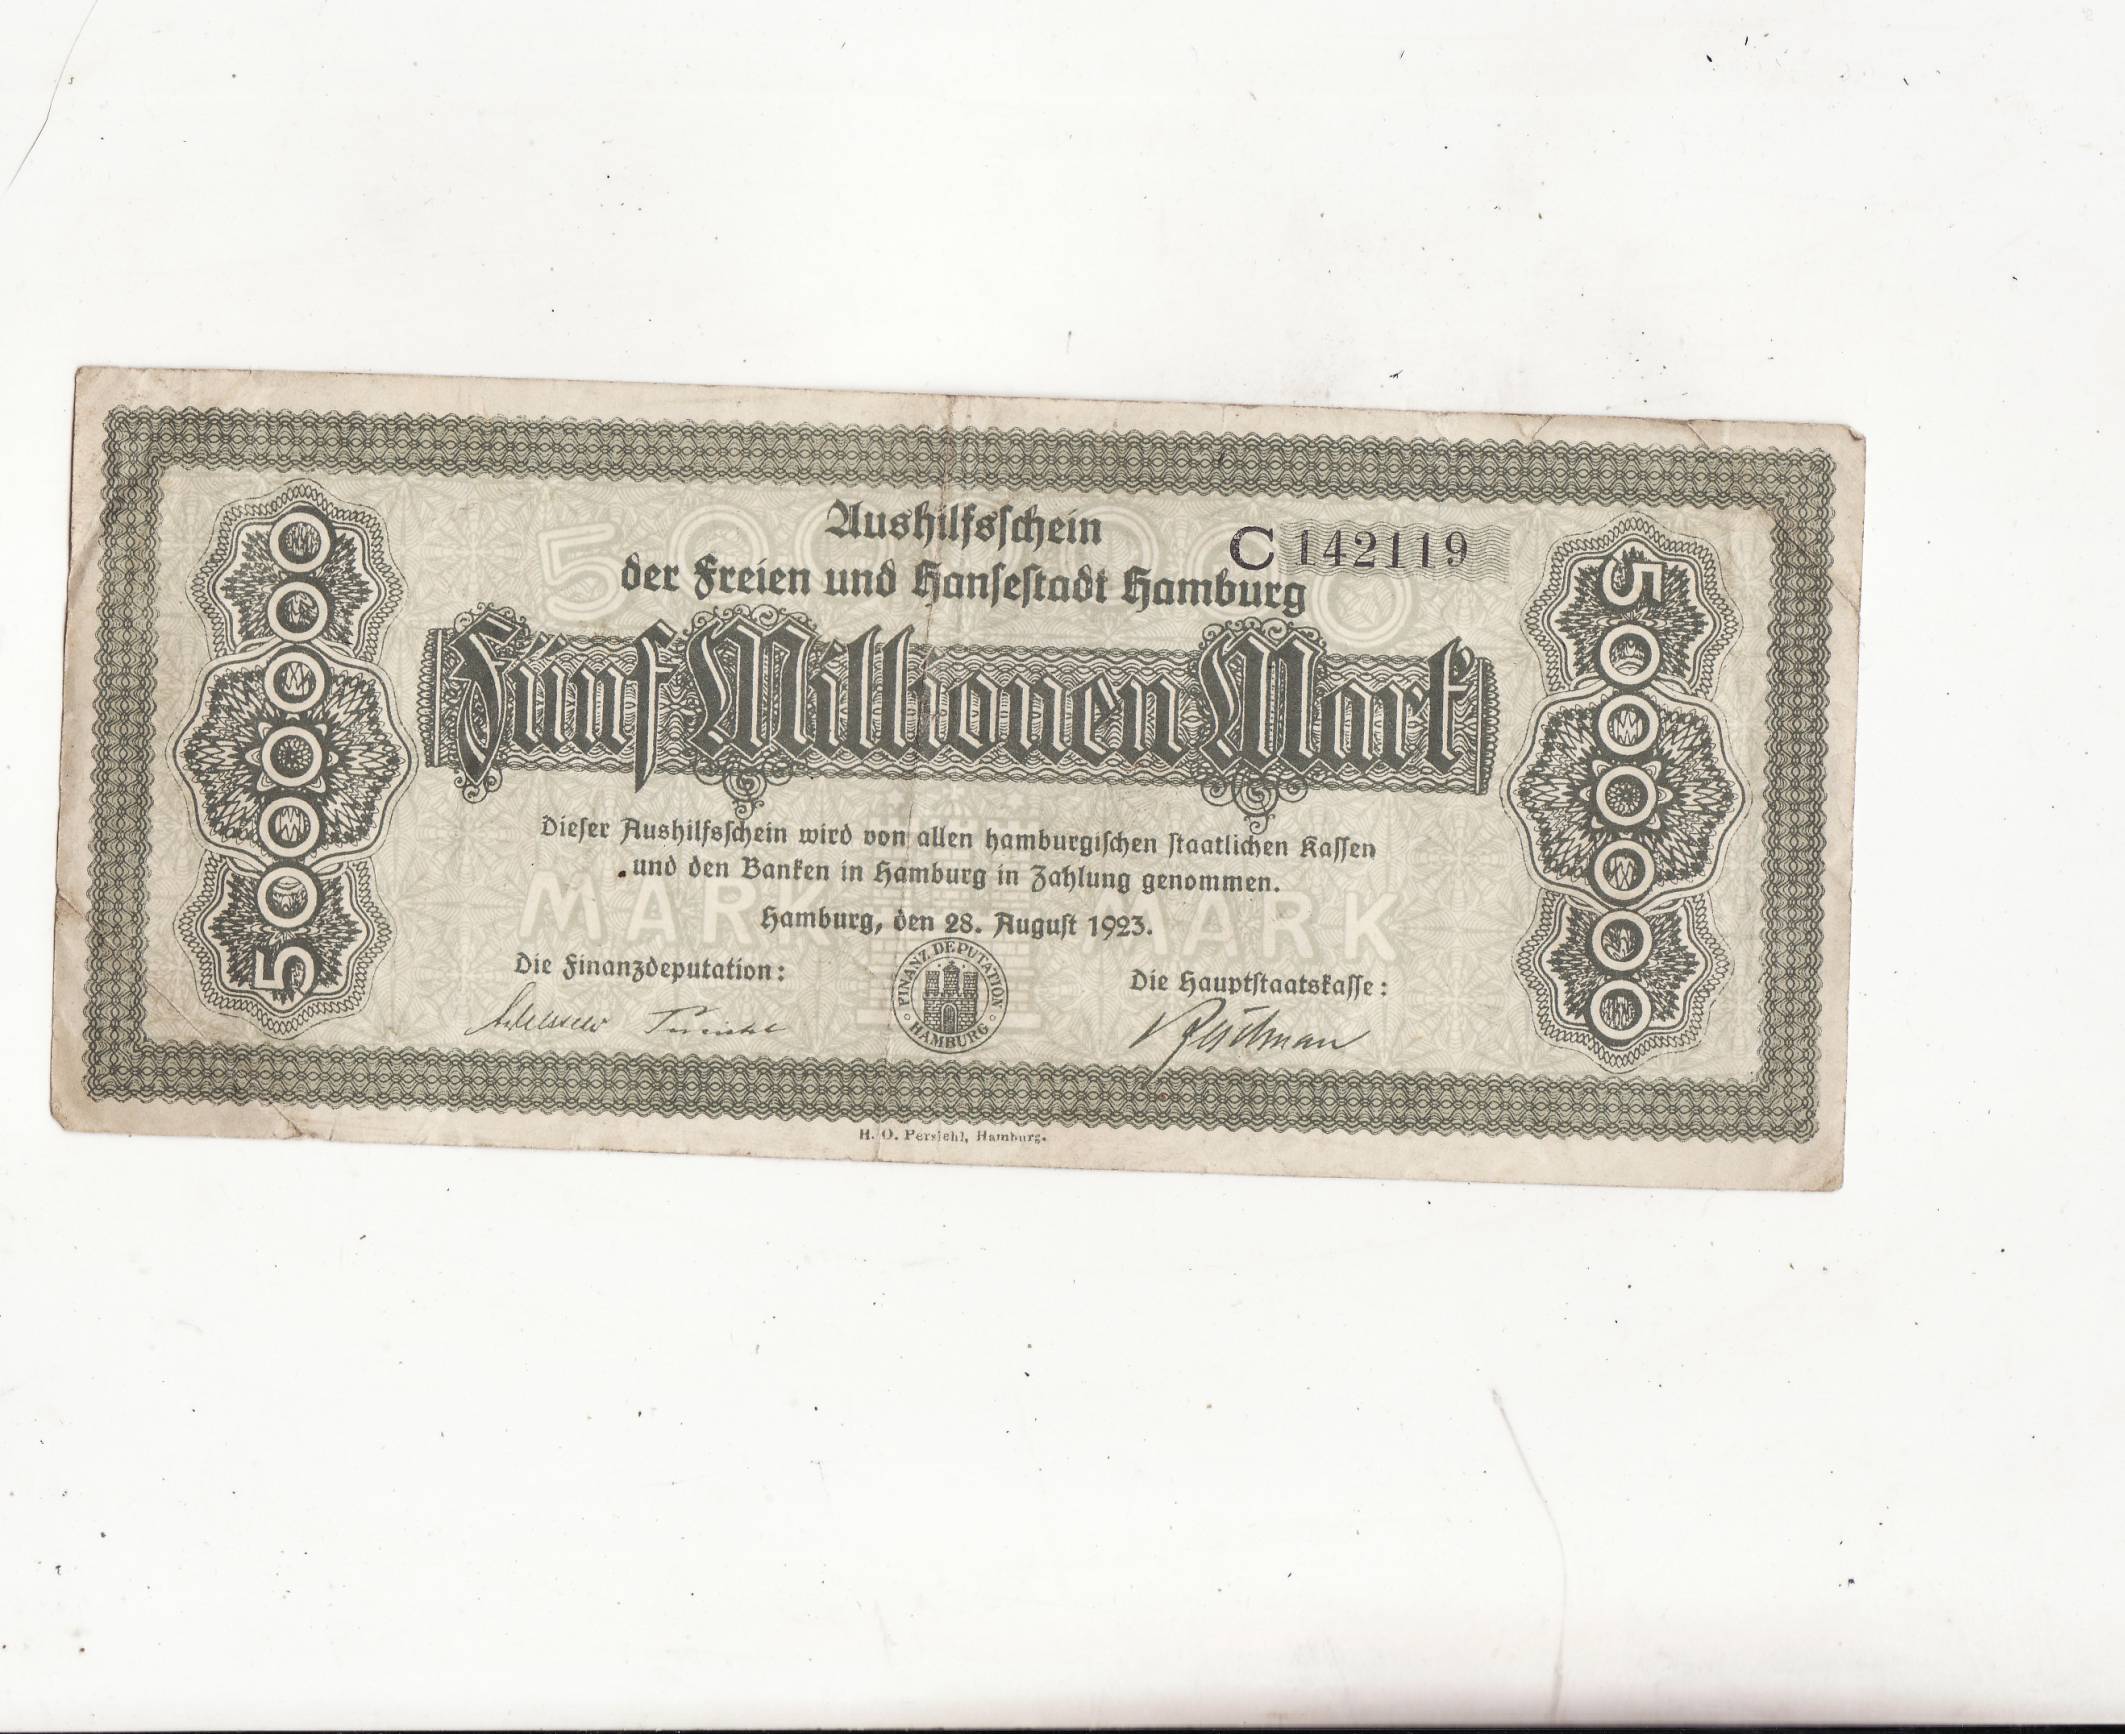 Aushilfsschein
der Freien und Hansestadt Hamburg
C 142119
5000000
Fünf Millionen Mark
Dieser Aushilfsschein wird von allen hamburgischen staatlichen Kassen
und den Banken in Hamburg in Zahlung genommen.
MARK MARK
Hamburg, den 28. August 1923.
Die Finanzdeputation:
Die Hauptstaatskasse:
FINANZDEPUTATION
HAMBURG
5000000
5000000
H. O. Persiehl, Hamburg.